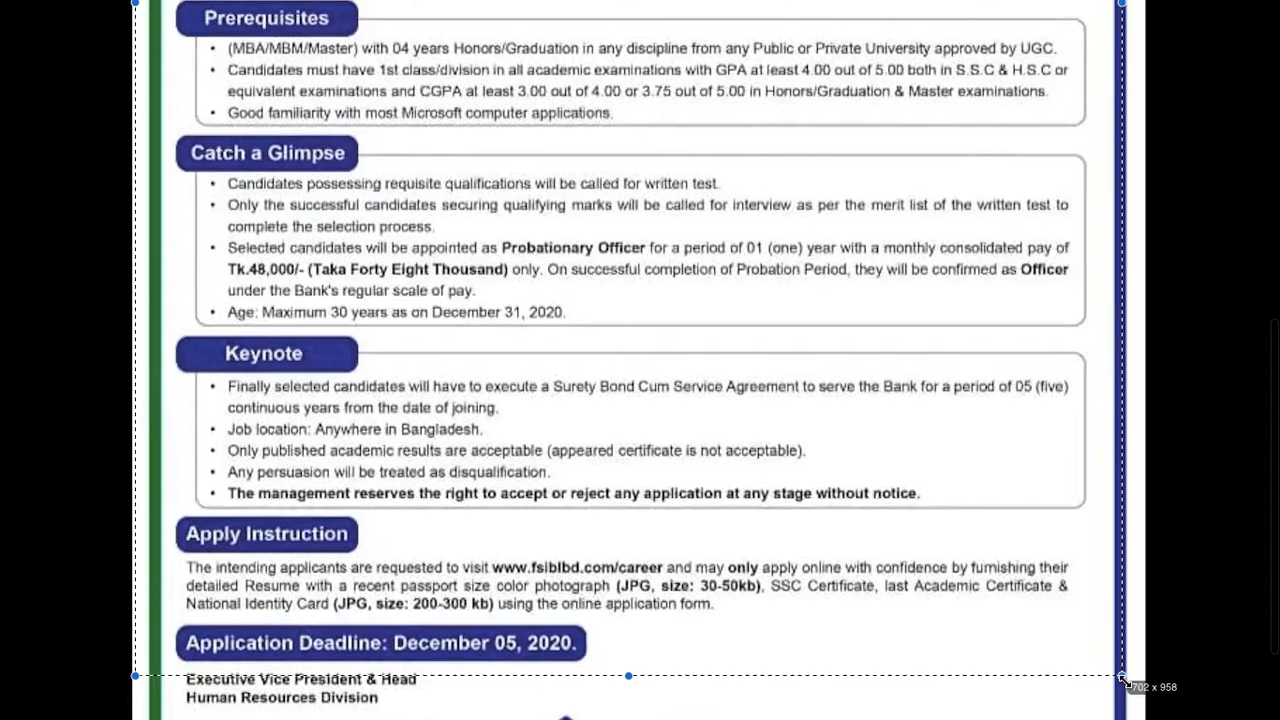 Prerequisites
• (MBA/MBM/Master) with 04 years Honors/Graduation in any discipline from any Public or Private University approved by UGC.
• Candidates must have 1st class/division in all academic examinations with GPA at least 4.00 out of 5.00 both in S.S.C & H.S.C or
equivalent examinations and CGPA at least 3.00 out of 4.00 or 3.75 out of 5.00 in Honors/Graduation & Master examinations.
• Good familiarity with most Microsoft computer applications.
Catch a Glimpse
• Candidates possessing requisite qualifications will be called for written test.
• Only the successful candidates securing qualifying marks will be called for interview as per the merit list of the written test to
complete the selection process.
• Selected candidates will be appointed as Probationary Officer for a period of 01 (one) year with a monthly consolidated pay of
Tk.48,000/- (Taka Forty Eight Thousand) only. On successful completion of Probation Period, they will be confirmed as Officer
under the Bank's regular scale of pay.
• Age: Maximum 30 years as on December 31, 2020.
Keynote
• Finally selected candidates will have to execute a Surety Bond Cum Service Agreement to serve the Bank for a period of 05 (five)
continuous years from the date of joining.
• Job location: Anywhere in Bangladesh.
• Only published academic results are acceptable (appeared certificate is not acceptable).
• Any persuasion will be treated as disqualification.
• The management reserves the right to accept or reject any application at any stage without notice.
Apply Instruction
The intending applicants are requested to visit www.fsiblbd.com/career and may only apply online with confidence by furnishing their
detailed Resume with a recent passport size color photograph (JPG, size: 30-50kb), SSC Certificate, last Academic Certificate &
National Identity Card (JPG, size: 200-300 kb) using the online application form.
Application Deadline: December 05, 2020.
Executive Vice President & Head
Human Resources Division
702 x 958